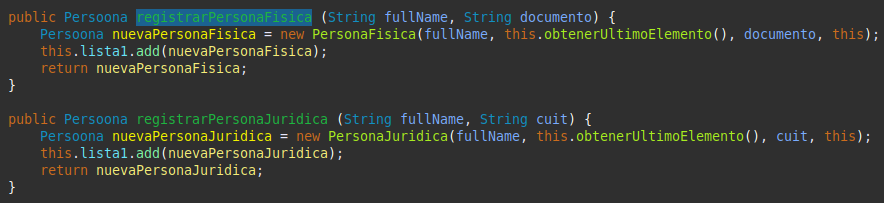 public Persoona registrarPersonaFisica (String fullName, String documento) {
Persoona nuevaPersonaFisica = new PersonaFisica(fullName, this.obtenerUltimoElemento(), documento, this);
this.lista1.add(nuevaPersonaFisica);
return nuevaPersonaFisica;
}
public Persoona registrarPersonaJuridica (String fullName, String cuit) {
Persoona nuevaPersonaJuridica = new PersonaJuridica(fullName, this.obtenerUltimoElemento(), cuit, this);
this.lista1.add(nuevaPersonaJuridica);
return nuevaPersonaJuridica;
}